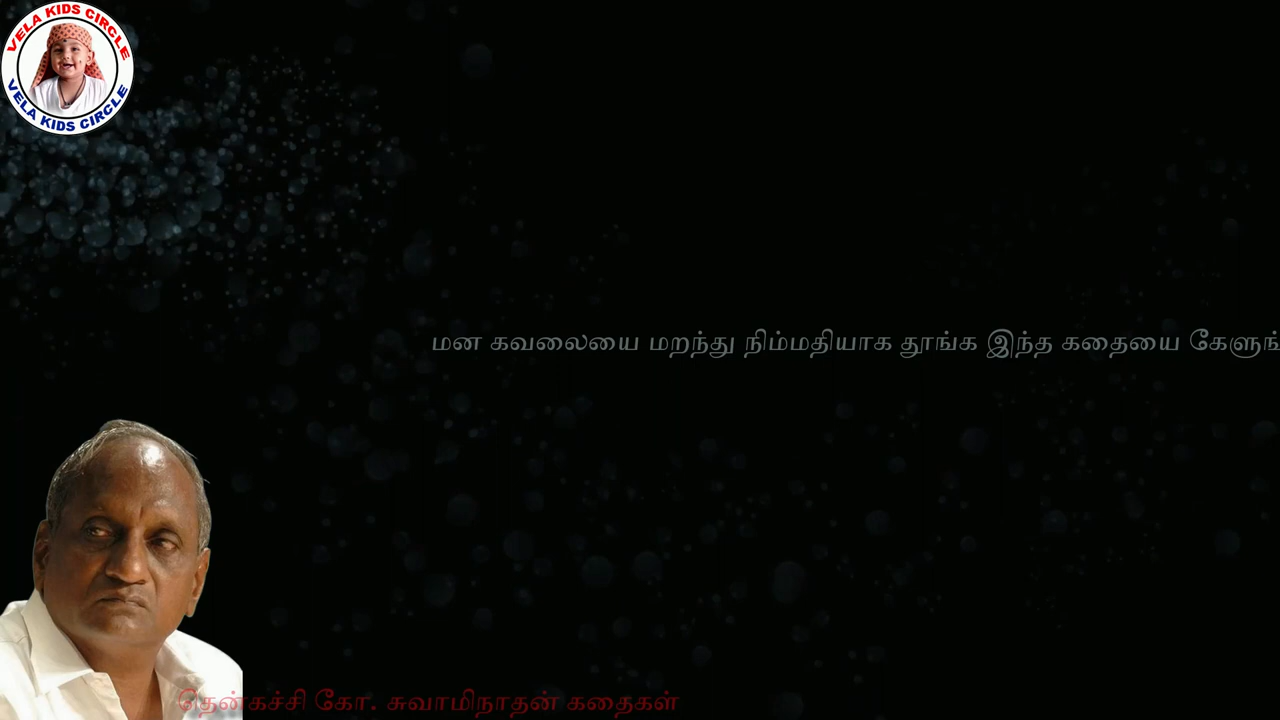 VELA KIDS CIRCLE
VELA KIDS CIRCLE
மன கவலையை மறந்து நிம்மதியாக தூங்க இந்த கதையை கேளுங்
தென்கச்சி கோ. சுவாமிநாதன் கதைகள்